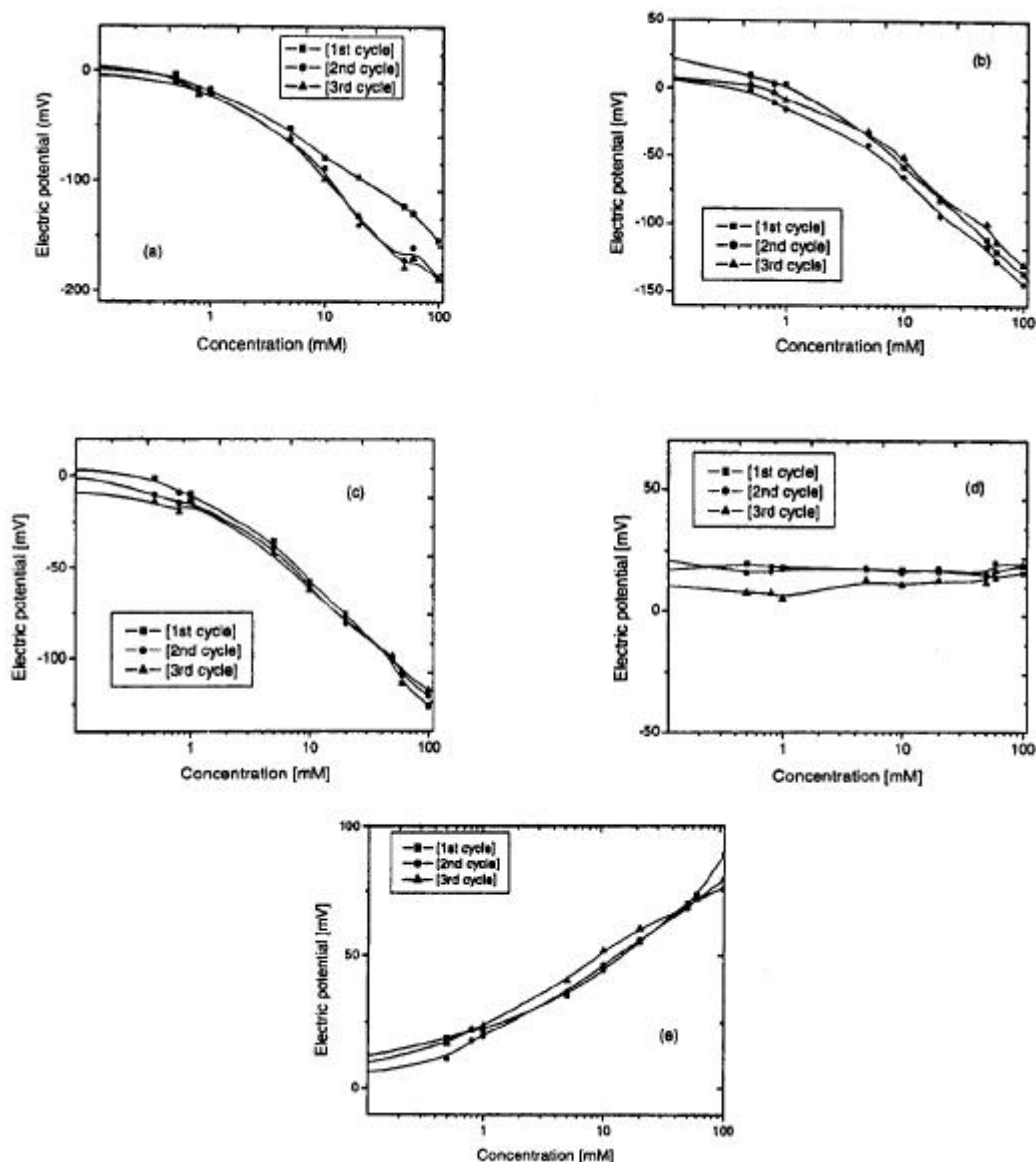 0
-100
-200
Electric potential (mV)
[1st cycle]
[2nd cycle]
[3rd cycle]
(a)
1
10
100
Concentration (mM)
50
0
-50
-100
-150
Electric potential [mV]
(b)
[1st cycle]
[2nd cycle]
[3rd cycle]
1
10
100
Concentration [mM]
0
-50
-100
Electric potential [mV]
(c)
[1st cycle]
[2nd cycle]
[3rd cycle]
1
10
100
Concentration [mM]
50
0
-50
Electric potential [mV]
[1st cycle]
[2nd cycle]
[3rd cycle]
(d)
1
10
100
Concentration [mM]
100
50
0
Electric potential [mV]
[1st cycle]
[2nd cycle]
[3rd cycle]
(e)
1
10
100
Concentration [mM]